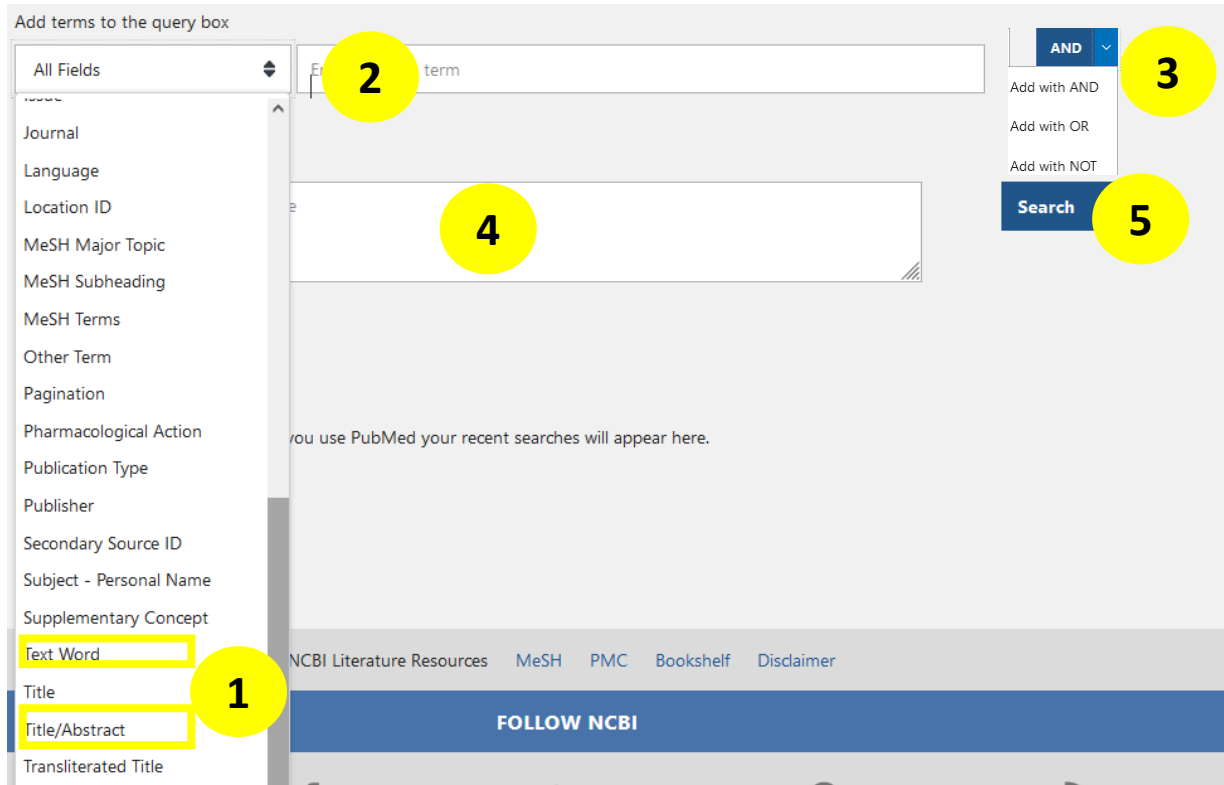 Add terms to the query box
All Fields
2
term
AND
3
Add with AND
Add with OR
Add with NOT
Journal
Language
Location ID
4
Search
5
MeSH Major Topic
MeSH Subheading
MeSH Terms
Other Term
Pagination
Pharmacological Action
you use PubMed your recent searches will appear here.
Publication Type
Publisher
Secondary Source ID
Subject - Personal Name
Supplementary Concept
Text Word
NCBI Literature Resources MeSH PMC Bookshelf Disclaimer
Title
1
Title/Abstract
FOLLOW NCBI
Transliterated Title